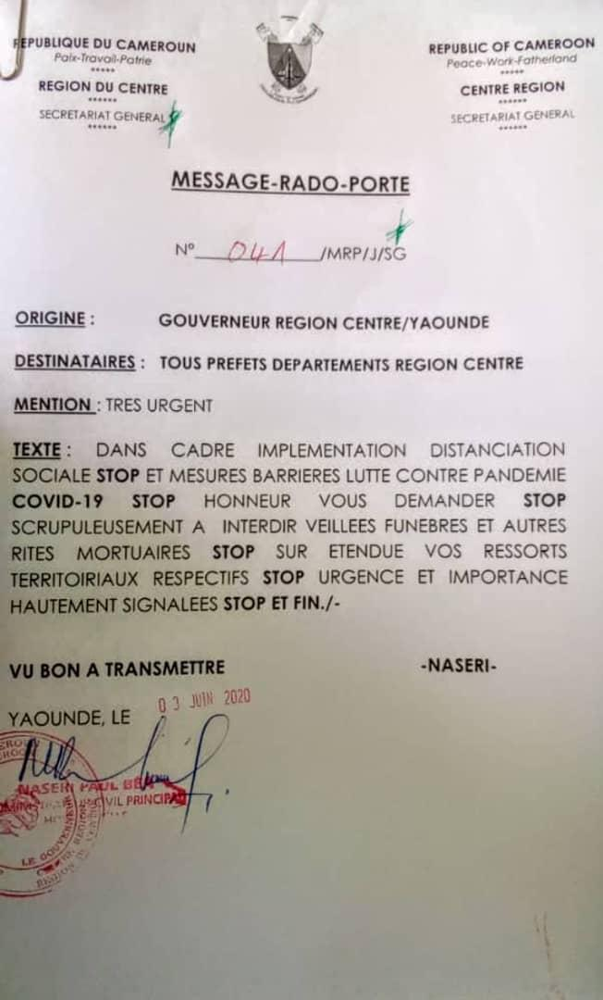 REPUBLIQUE DU CAMEROUN
Paix-Travail-Patrie
*****
REGION DU CENTRE
******
SECRETARIAT GENERAL
******
REPUBLIC OF CAMEROON
Peace-Work-Fatherland
*****
CENTRE REGION
******
SECRETARIAT GENERAL
******
MESSAGE-RADO-PORTE
N° 041 /MRP/J/SG
ORIGINE : GOUVERNEUR REGION CENTRE/YAOUNDE
DESTINATAIRES : TOUS PREFETS DEPARTEMENTS REGION CENTRE
MENTION : TRES URGENT
TEXTE : DANS CADRE IMPLEMENTATION DISTANCIATION
SOCIALE STOP ET MESURES BARRIERES LUTTE CONTRE PANDEMIE
COVID-19 STOP HONNEUR VOUS DEMANDER STOP
SCRUPULEUSEMENT A INTERDIR VEILLEES FUNEBRES ET AUTRES
RITES MORTUAIRES STOP SUR ETENDUE VOS RESSORTS
TERRITOIRIAUX RESPECTIFS STOP URGENCE ET IMPORTANCE
HAUTEMENT SIGNALEES STOP ET FIN./-
VU BON A TRANSMETTRE -NASERI-
YAOUNDE, LE 03 JUIN 2020
NASERI PAUL
CIVIL PRINCIPAL
LE GOUVERNEUR